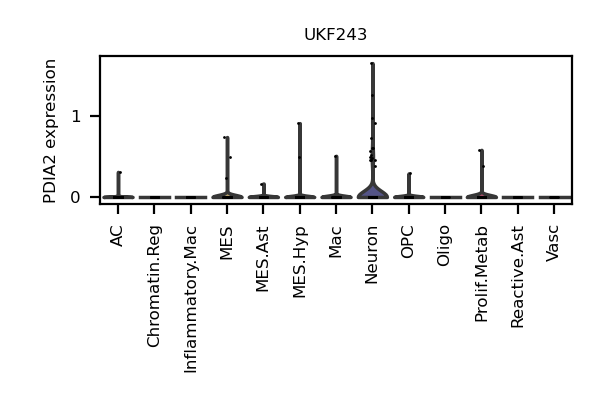 UKF243
PDIA2 expression
1
0
AC
Chromatin.Reg
Inflammatory.Mac
MES
MES.Ast
MES.Hyp
Mac
Neuron
OPC
Oligo
Prolif.Metab
Reactive.Ast
Vasc